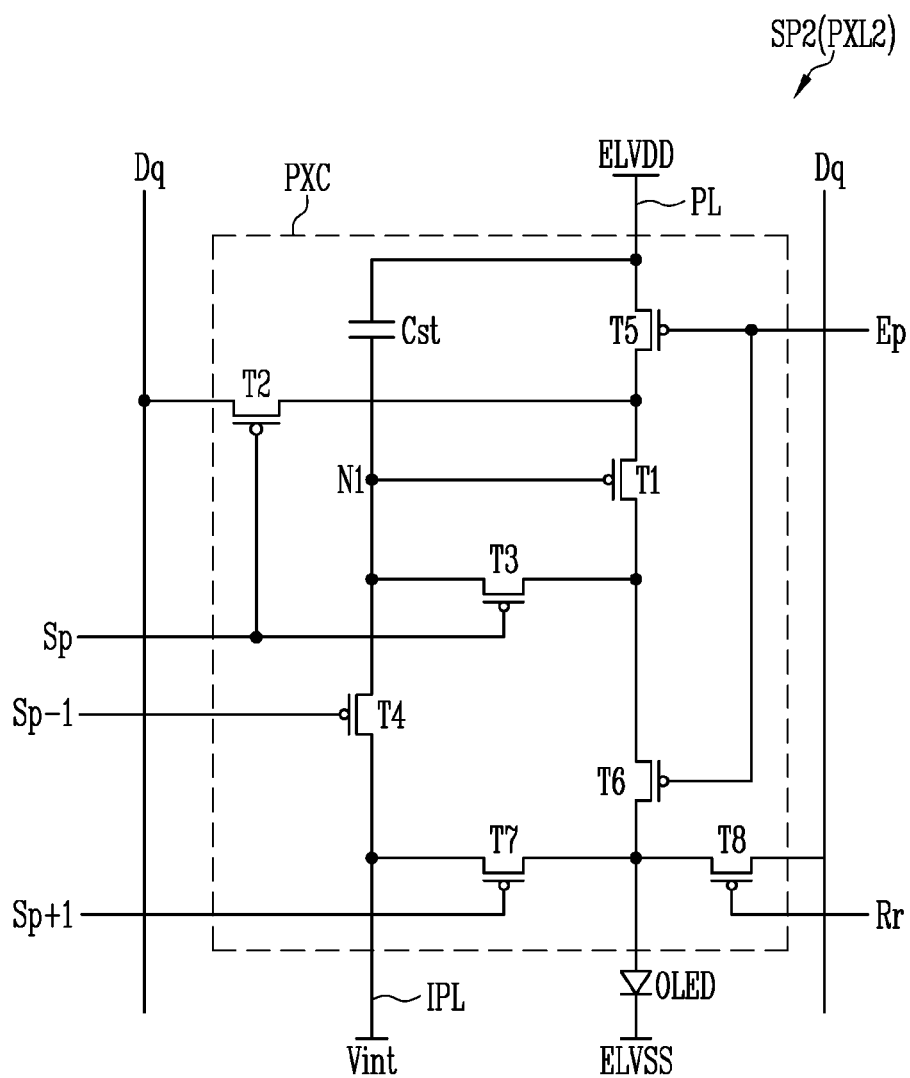 SP2(PXL2)
Dq
PXC
ELVDD
Dq
PL
Cst
T5
Ep
T2
N1
T1
T3
Sp
Sp-1
T4
T6
T7
T8
Sp+1
Rr
OLED
IPL
Vint
ELVSS